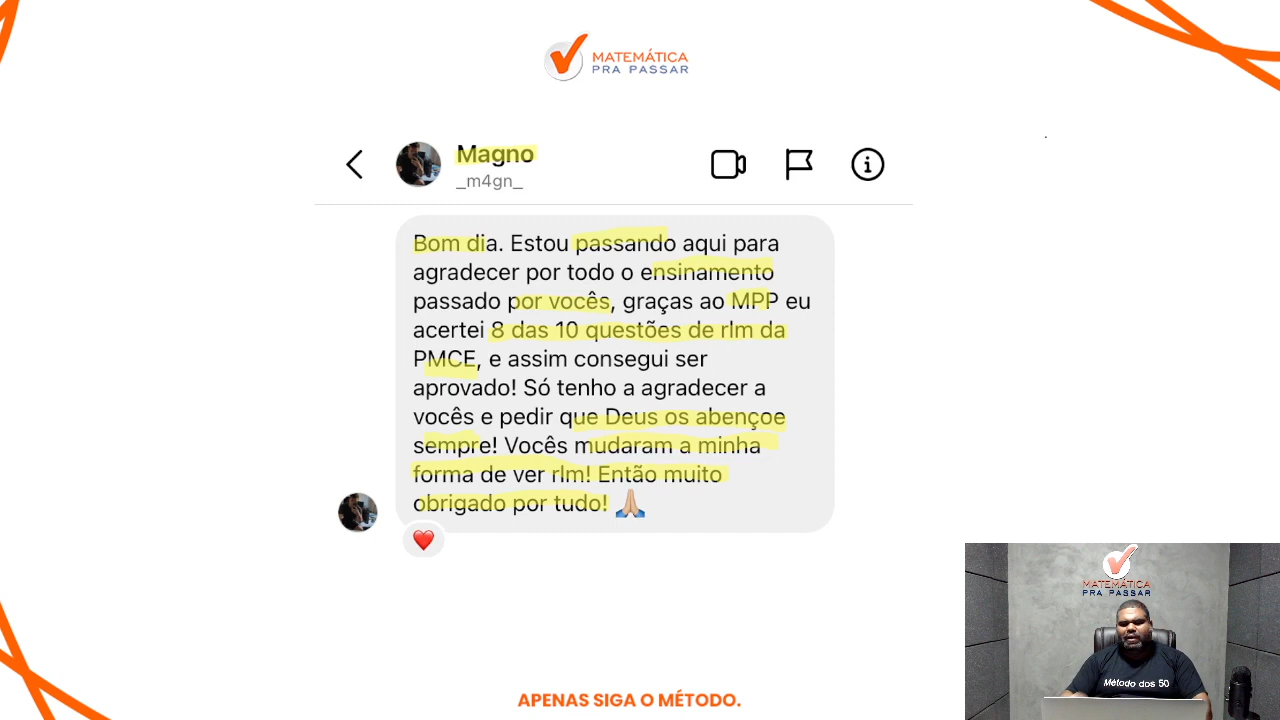 MATEMÁTICA
PRA PASSAR
Magno
_m4gn_
Bom dia. Estou passando aqui para
agradecer por todo o ensinamento
passado por vocês, graças ao MPP eu
acertei 8 das 10 questões de rlm da
PMCE, e assim consegui ser
aprovado! Só tenho a agradecer a
vocês e pedir que Deus os abençoe
sempre! Vocês mudaram a minha
forma de ver rlm! Então muito
obrigado por tudo! 🙏🏼
MATEMÁTICA
PRA PASSAR
Método dos 50
APENAS SIGA O MÉTODO.